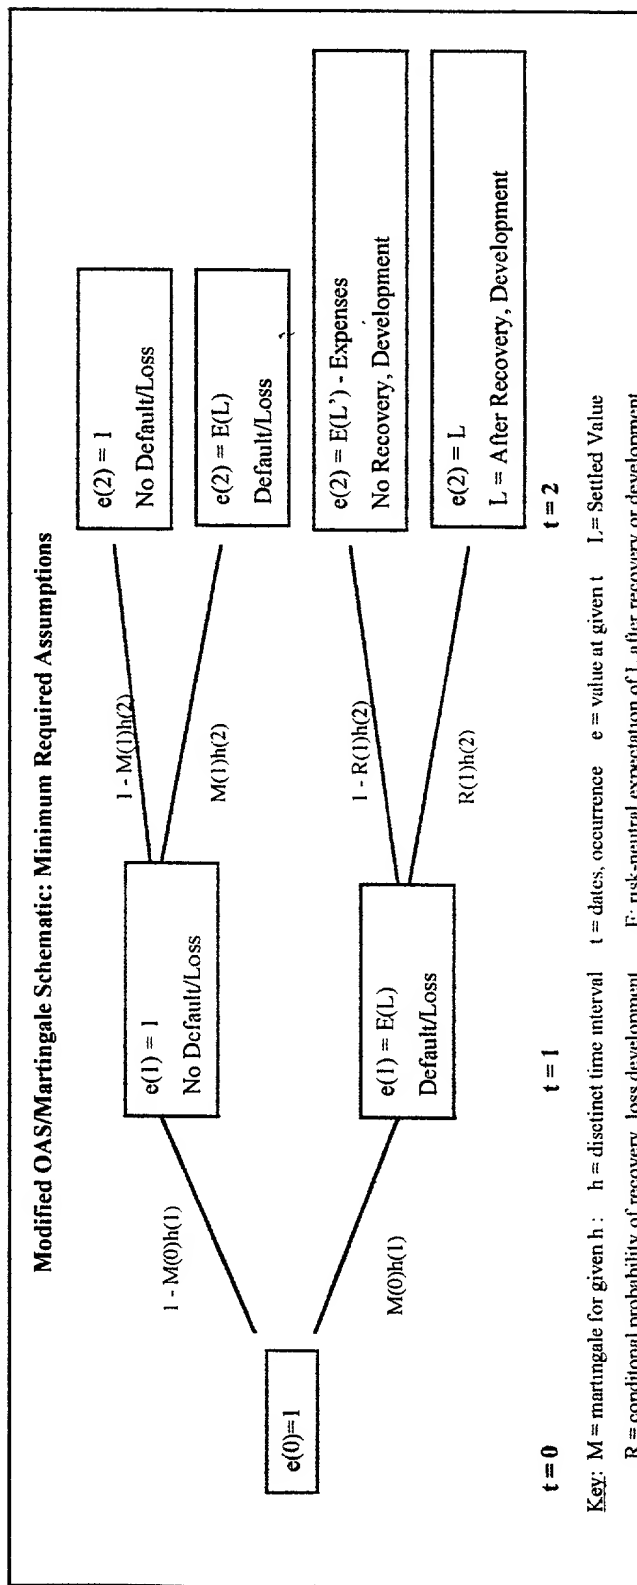 Modified OAS/Martingale Schematic: Minimum Required Assumptions
e(2) = 1
No Default/Loss
1 - M(1)h(2)
e(1) = 1
No Default/Loss
M(1)h(2)
e(2) = E(L)
Default/Loss
1 - M(0)h(1)
e(0)=1
M(0)h(1)
e(2) = E(L') - Expenses
No Recovery, Development
1 - R(1)h(2)
e(1) = E(L)
Default/Loss
R(1)h(2)
e(2) = L
L = After Recovery, Development
t = 0 t = 1 t = 2
Key: M = martingale for given h : h = disctinct time interval t = dates, occurrence e = value at given t L= Settled Value
R = conditonal probability of recovery, loss development E: risk-neutral expectation of L after recovery or development